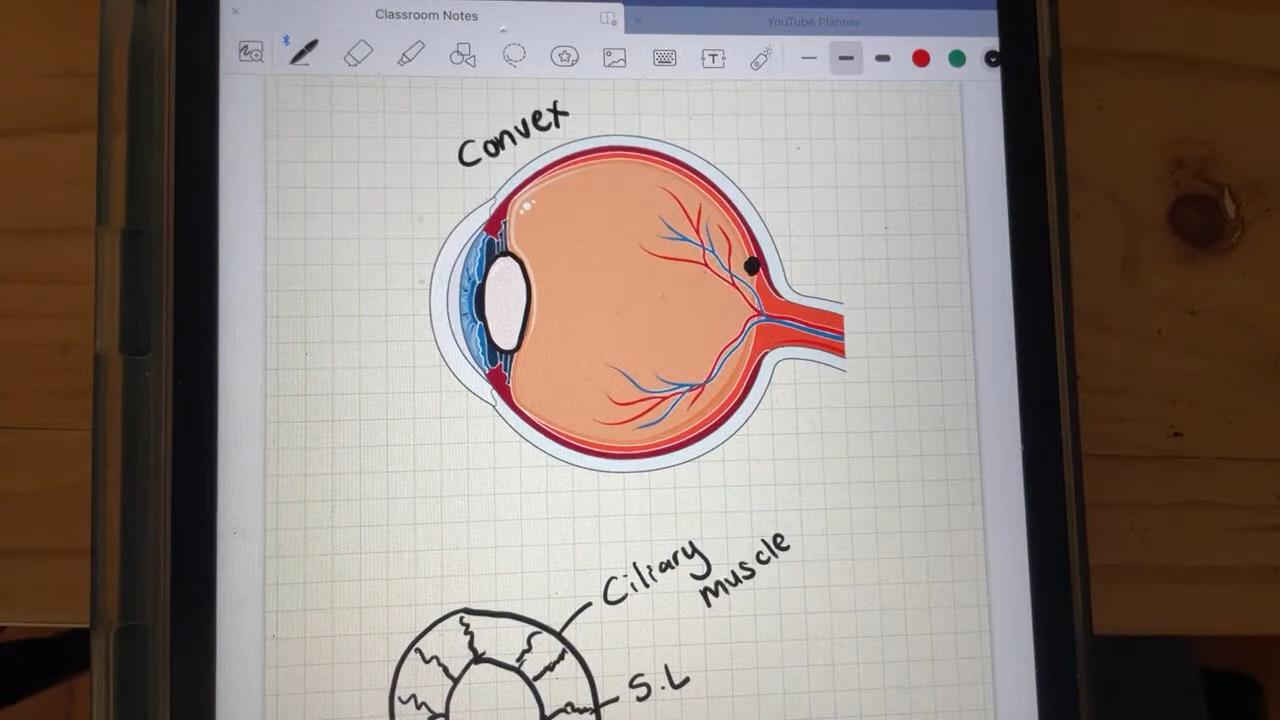 Classroom Notes
YouTube Planner
T
Convex
Ciliary
muscle
S.L